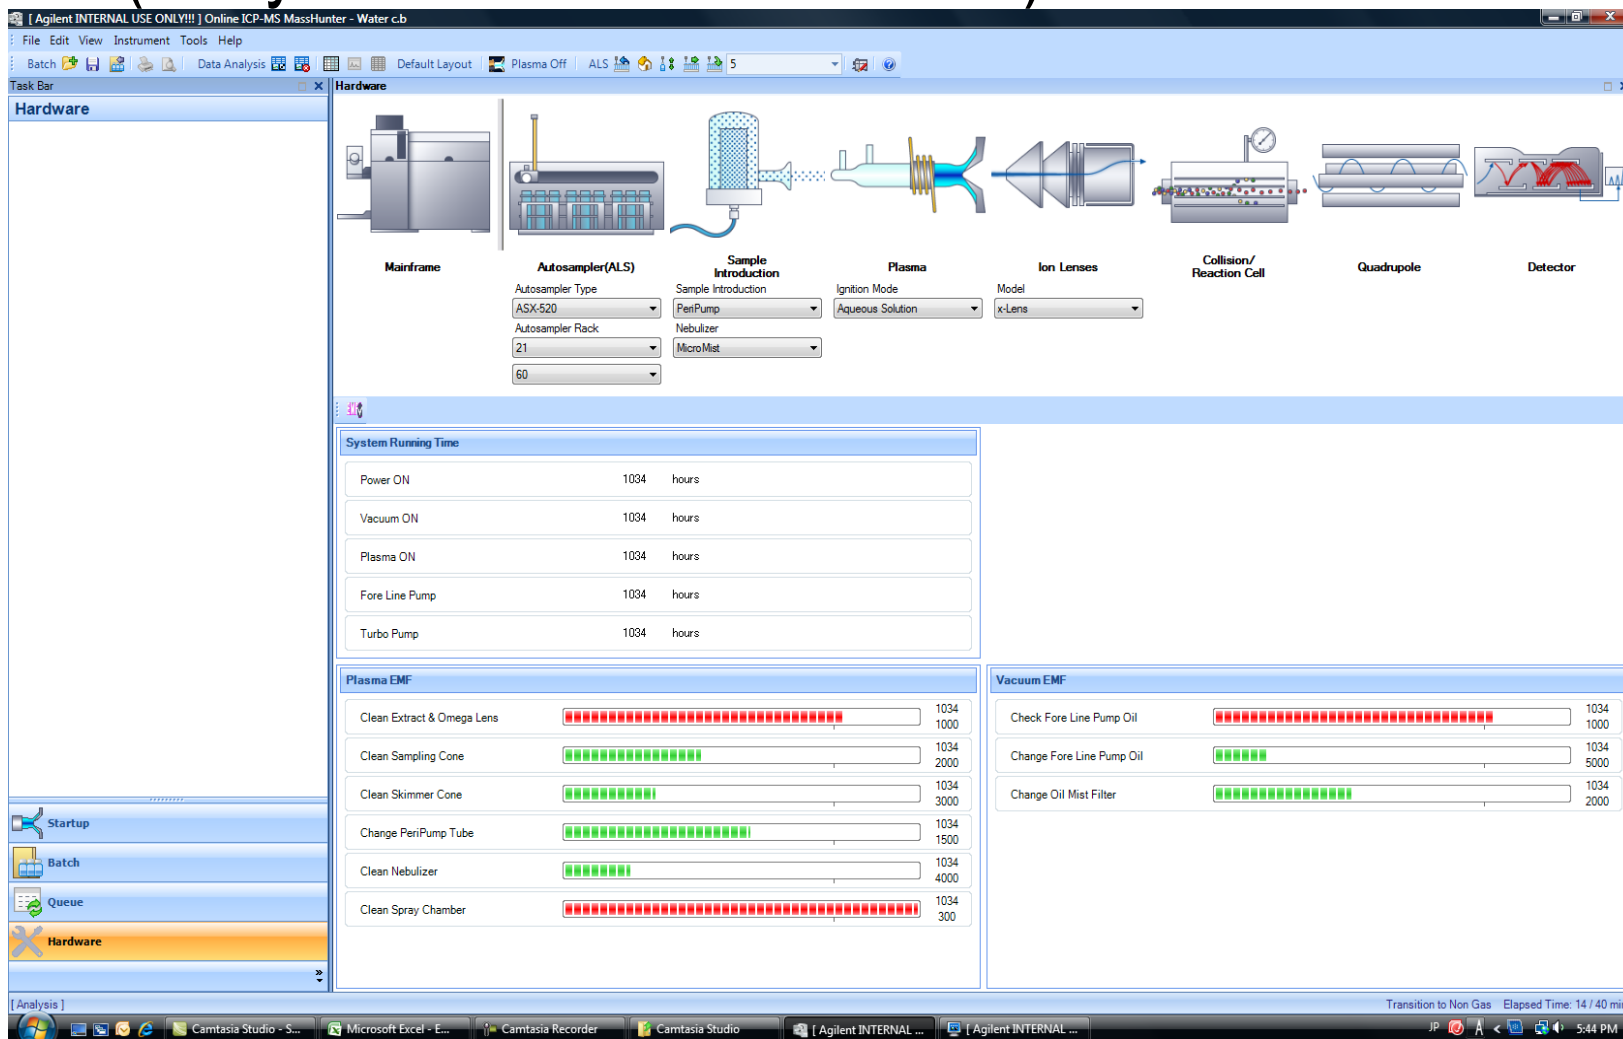 [ Agilent INTERNAL USE ONLY!!! ] Online ICP-MS MassHunter - Water c.b
File Edit View Instrument Tools Help
Batch Data Analysis Default Layout Plasma Off ALS 5
Task Bar
Hardware
Hardware
Mainframe
Autosampler(ALS)
Sample
Introduction
Plasma
Ion Lenses
Collision/
Reaction Cell
Quadrupole
Detector
Autosampler Type
ASX-520
Autosampler Rack
21
60
Sample Introduction
PeriPump
Nebulizer
MicroMist
Ignition Mode
Aqueous Solution
Model
x-Lens
System Running Time
Power ON 1034 hours
Vacuum ON 1034 hours
Plasma ON 1034 hours
Fore Line Pump 1034 hours
Turbo Pump 1034 hours
Plasma EMF
Clean Extract & Omega Lens 1034
1000
Clean Sampling Cone 1034
2000
Clean Skimmer Cone 1034
3000
Change PeriPump Tube 1034
1500
Clean Nebulizer 1034
4000
Clean Spray Chamber 1034
300
Vacuum EMF
Check Fore Line Pump Oil 1034
1000
Change Fore Line Pump Oil 1034
5000
Change Oil Mist Filter 1034
2000
Startup
Batch
Queue
Hardware
[ Analysis ]
Transition to Non Gas Elapsed Time: 14 / 40 mi
Camtasia Studio - S...
Microsoft Excel - E...
Camtasia Recorder
Camtasia Studio
[ Agilent INTERNAL ...
[ Agilent INTERNAL ...
JP A < 5:44 PM